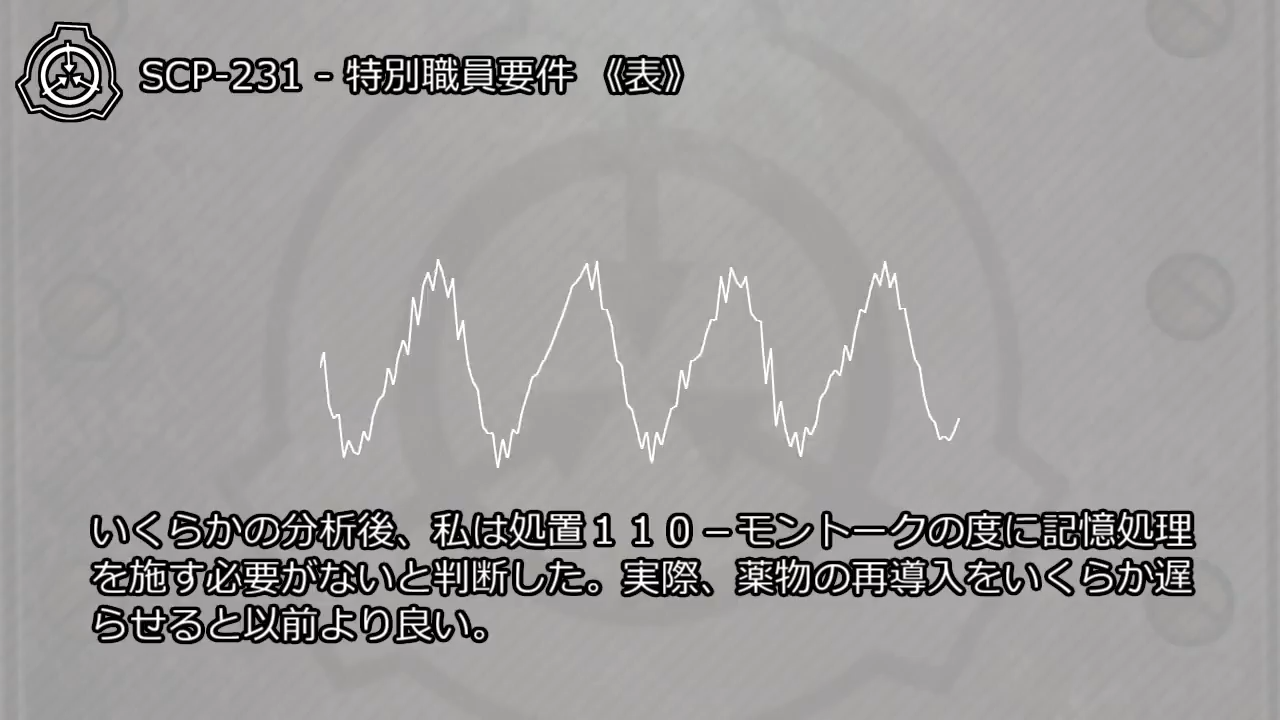 SCP-231 - 特別職員要件 《表》
いくらかの分析後、私は処置１１０－モントークの度に記憶処理
を施す必要がないと判断した。実際、薬物の再導入をいくらか遅
らせると以前より良い。